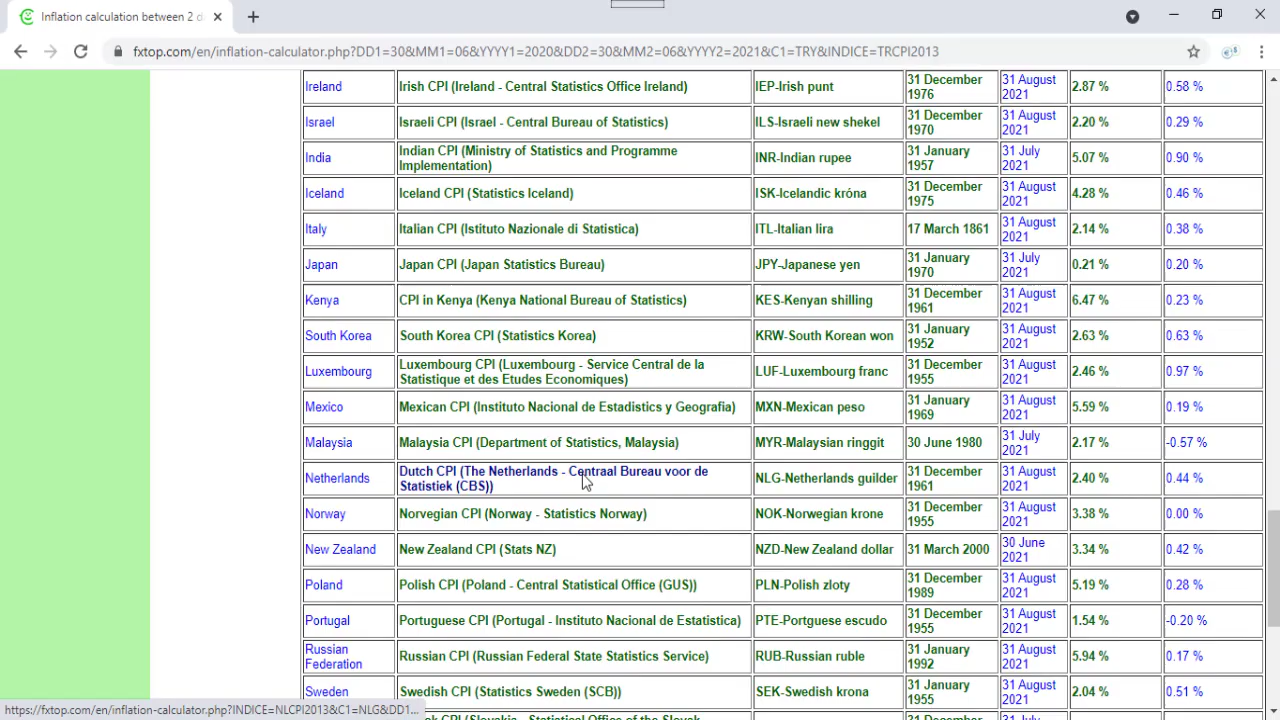 Inflation calculation between 2 d
fxtop.com/en/inflation-calculator.php?DD1=30&MM1=06&YYYY1=2020&DD2=30&MM2=06&YYYY2=2021&C1=TRY&INDICE=TRCPI2013
Ireland Irish CPI (Ireland - Central Statistics Office Ireland) IEP-Irish punt 31 December 1976 31 August 2021 2.87 % 0.58 %
Israel Israeli CPI (Israel - Central Bureau of Statistics) ILS-Israeli new shekel 31 December 1970 31 August 2021 2.20 % 0.29 %
India Indian CPI (Ministry of Statistics and Programme Implementation) INR-Indian rupee 31 January 1957 31 July 2021 5.07 % 0.90 %
Iceland Iceland CPI (Statistics Iceland) ISK-Icelandic króna 31 December 1975 31 August 2021 4.28 % 0.46 %
Italy Italian CPI (Istituto Nazionale di Statistica) ITL-Italian lira 17 March 1861 31 August 2021 2.14 % 0.38 %
Japan Japan CPI (Japan Statistics Bureau) JPY-Japanese yen 31 January 1970 31 July 2021 0.21 % 0.20 %
Kenya CPI in Kenya (Kenya National Bureau of Statistics) KES-Kenyan shilling 31 December 1961 31 August 2021 6.47 % 0.23 %
South Korea South Korea CPI (Statistics Korea) KRW-South Korean won 31 January 1952 31 August 2021 2.63 % 0.63 %
Luxembourg Luxembourg CPI (Luxembourg - Service Central de la Statistique et des Etudes Economiques) LUF-Luxembourg franc 31 December 1955 31 August 2021 2.46 % 0.97 %
Mexico Mexican CPI (Instituto Nacional de Estadistics y Geografia) MXN-Mexican peso 31 January 1969 31 August 2021 5.59 % 0.19 %
Malaysia Malaysia CPI (Department of Statistics, Malaysia) MYR-Malaysian ringgit 30 June 1980 31 July 2021 2.17 % -0.57 %
Netherlands Dutch CPI (The Netherlands - Centraal Bureau voor de Statistiek (CBS)) NLG-Netherlands guilder 31 December 1961 31 August 2021 2.40 % 0.44 %
Norway Norvegian CPI (Norway - Statistics Norway) NOK-Norwegian krone 31 December 1955 31 August 2021 3.38 % 0.00 %
New Zealand New Zealand CPI (Stats NZ) NZD-New Zealand dollar 31 March 2000 30 June 2021 3.34 % 0.42 %
Poland Polish CPI (Poland - Central Statistical Office (GUS)) PLN-Polish zloty 31 December 1989 31 August 2021 5.19 % 0.28 %
Portugal Portuguese CPI (Portugal - Instituto Nacional de Estatistica) PTE-Portguese escudo 31 December 1955 31 August 2021 1.54 % -0.20 %
Russian Federation Russian CPI (Russian Federal State Statistics Service) RUB-Russian ruble 31 January 1992 31 August 2021 5.94 % 0.17 %
Sweden Swedish CPI (Statistics Sweden (SCB)) SEK-Swedish krona 31 January 1955 31 August 2021 2.04 % 0.51 %
https://fxtop.com/en/inflation-calculator.php?INDICE=NLCPI2013&C1=NLG&DD1...
CPI (Slovakia - Statistical Office of the Slovak 31 December 31 July